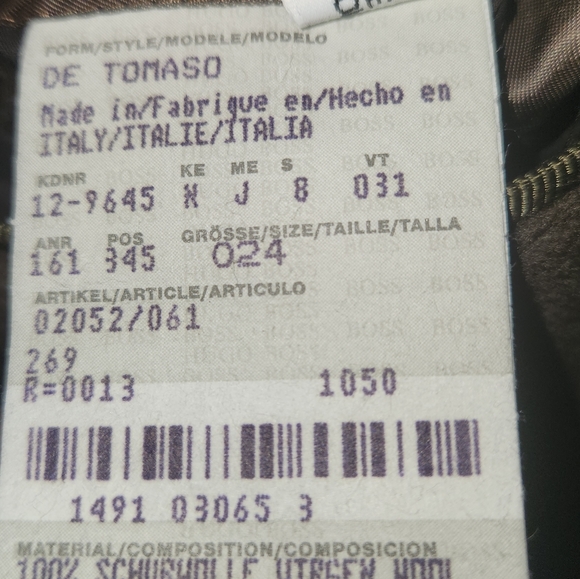 FORM/STYLE/MODELE/MODELO
DE TOMASO
Made in/Fabrique en/Hecho en
ITALY/ITALIE/ITALIA
KDNR KE ME S VT
12-9645 W J 8 031
ANR POS GRÖSSE/SIZE/TAILLE/TALLA
161 345 024
ARTIKEL/ARTICLE/ARTICULO
02052/061
269
R=0013 1050
1491 03065 3
MATERIAL/COMPOSITION/COMPOSICION
100% SCHURWOLLE VIRGEN WOOL